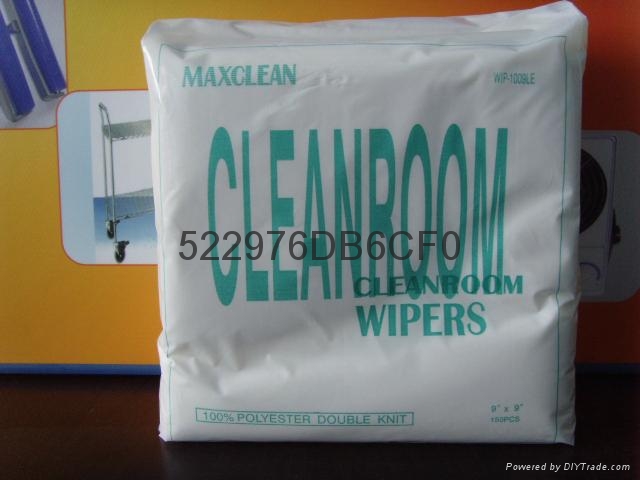 MAXCLEAN
WIP-1009LE
CLEANROOM
522976DB6CF0
CLEANROOM
WIPERS
100% POLYESTER DOUBLE KNIT
9" x 9"
150PCS
Powered by DIYTrade.com